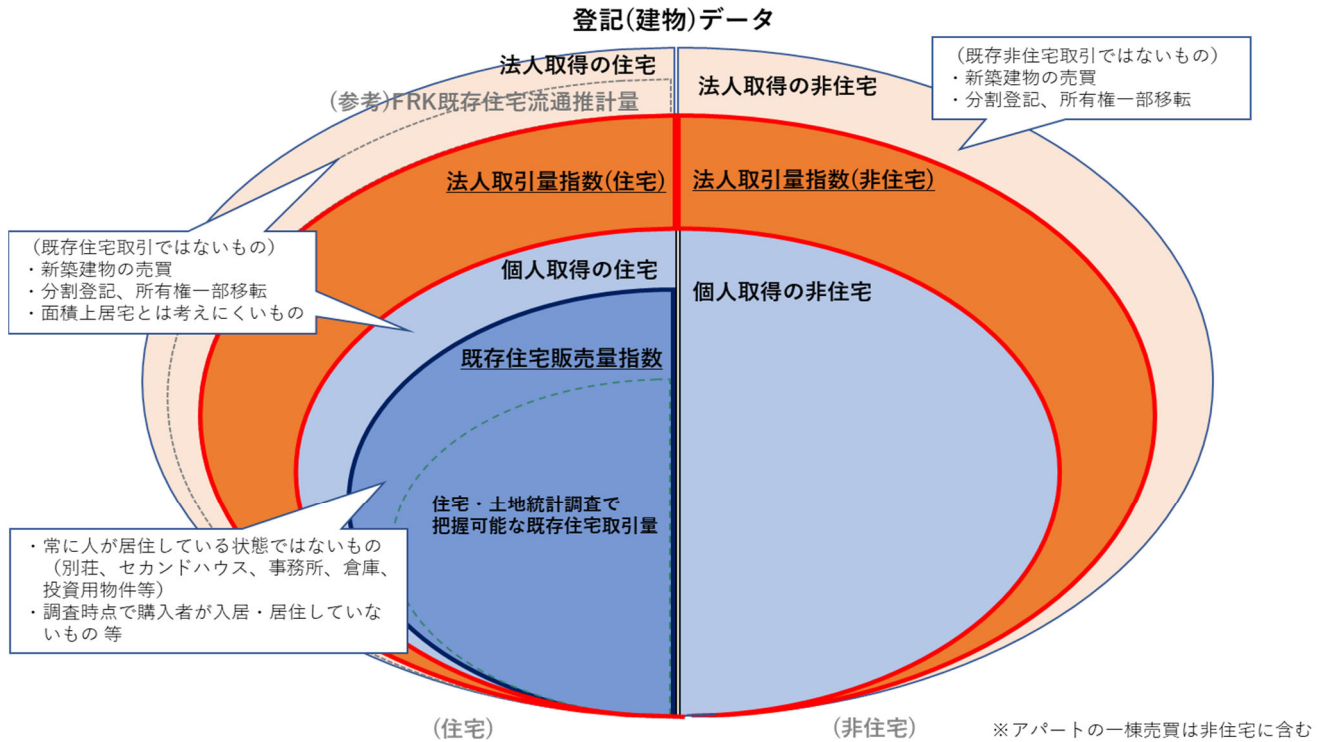 登記(建物)データ
法人取得の住宅
(参考)FRK既存住宅流通推計量
法人取得の非住宅
(既存非住宅取引ではないもの)
・新築建物の売買
・分割登記、所有権一部移転
法人取引量指数(住宅)
法人取引量指数(非住宅)
(既存住宅取引ではないもの)
・新築建物の売買
・分割登記、所有権一部移転
・面積上居宅とは考えにくいもの
個人取得の住宅
個人取得の非住宅
既存住宅販売量指数
住宅・土地統計調査で
把握可能な既存住宅取引量
・常に人が居住している状態ではないもの
(別荘、セカンドハウス、事務所、倉庫、
投資用物件等)
・調査時点で購入者が入居・居住していな
いもの 等
(住宅)
(非住宅)
※アパートの一棟売買は非住宅に含む